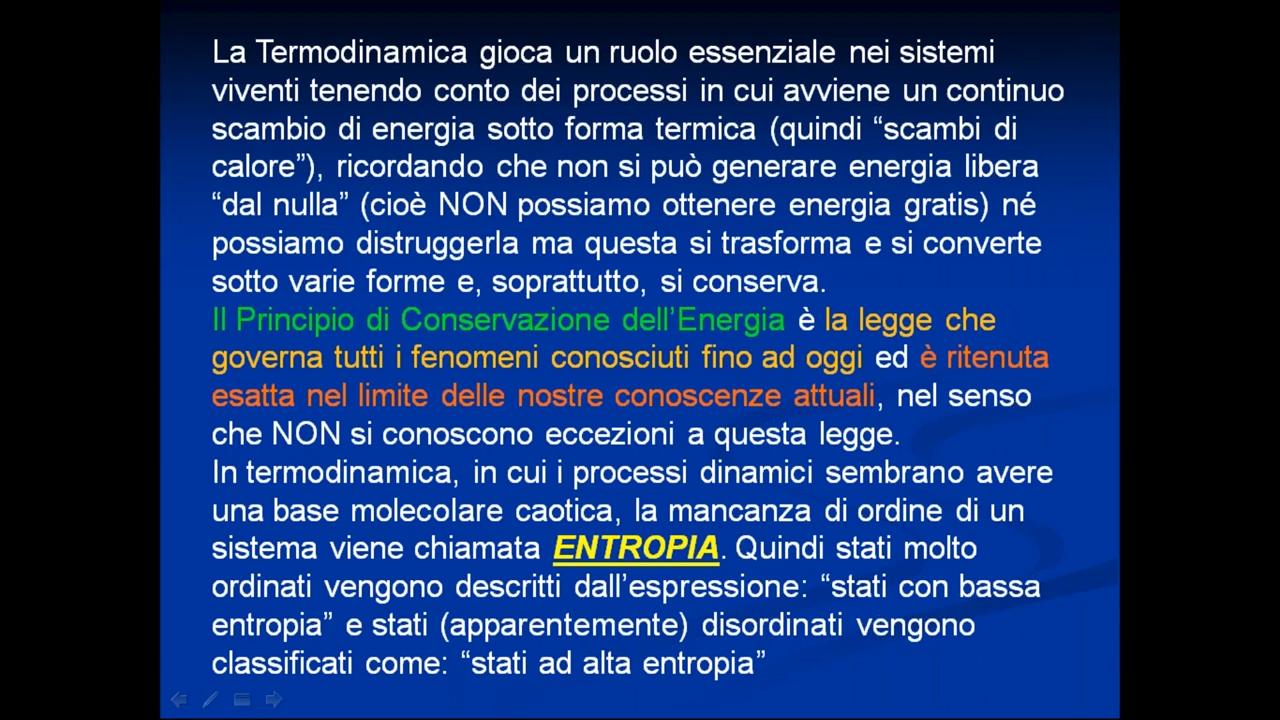 La Termodinamica gioca un ruolo essenziale nei sistemi
viventi tenendo conto dei processi in cui avviene un continuo
scambio di energia sotto forma termica (quindi “scambi di
calore”), ricordando che non si può generare energia libera
“dal nulla” (cioè NON possiamo ottenere energia gratis) né
possiamo distruggerla ma questa si trasforma e si converte
sotto varie forme e, soprattutto, si conserva.
Il Principio di Conservazione dell’Energia è la legge che
governa tutti i fenomeni conosciuti fino ad oggi ed è ritenuta
esatta nel limite delle nostre conoscenze attuali, nel senso
che NON si conoscono eccezioni a questa legge.
In termodinamica, in cui i processi dinamici sembrano avere
una base molecolare caotica, la mancanza di ordine di un
sistema viene chiamata ENTROPIA. Quindi stati molto
ordinati vengono descritti dall’espressione: “stati con bassa
entropia” e stati (apparentemente) disordinati vengono
classificati come: “stati ad alta entropia”